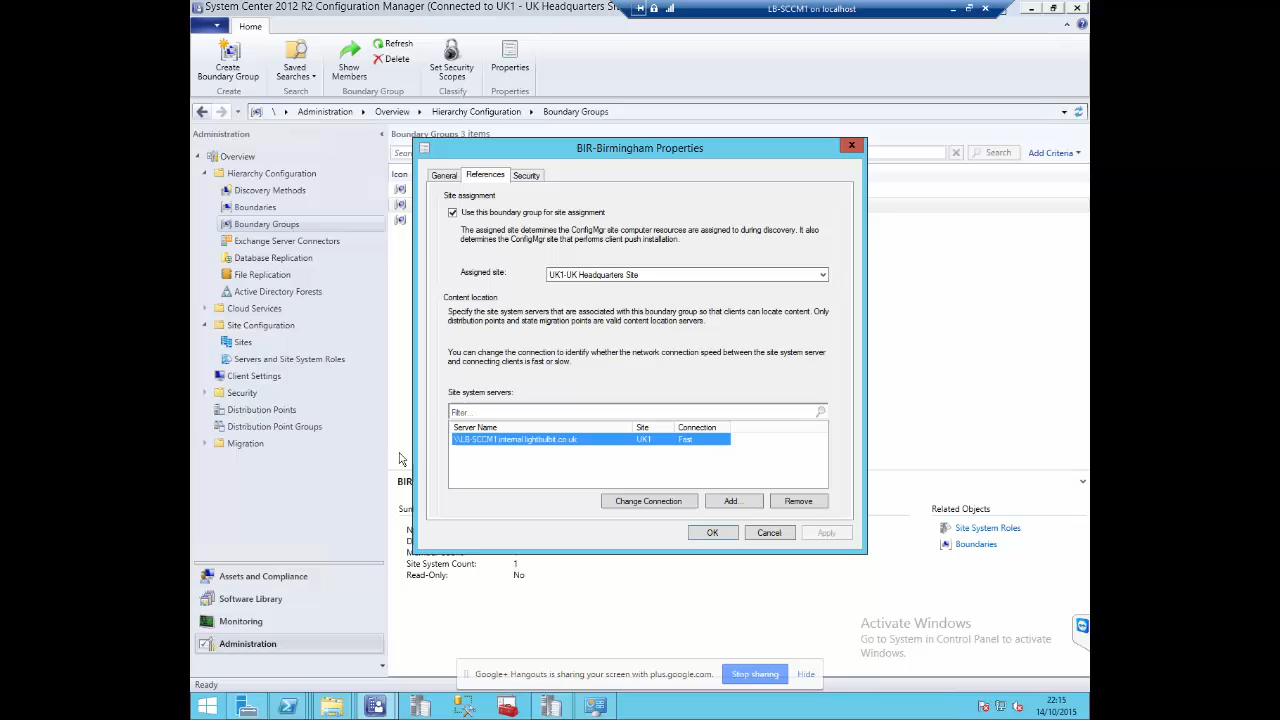 System Center 2012 R2 Configuration Manager (Connected to UK1 - UK Headquarters Si
LB-SCCM1 on localhost
Home
Create Boundary Group
Saved Searches
Show Members
Refresh
Delete
Set Security Scopes
Properties
Create
Search
Boundary Group
Classify
Properties
\ Administration Overview Hierarchy Configuration Boundary Groups
Administration
Overview
Hierarchy Configuration
Discovery Methods
Boundaries
Boundary Groups
Exchange Server Connectors
Database Replication
File Replication
Active Directory Forests
Cloud Services
Site Configuration
Sites
Servers and Site System Roles
Client Settings
Security
Distribution Points
Distribution Point Groups
Migration
Assets and Compliance
Software Library
Monitoring
Administration
Boundary Groups 3 items
Search
Add Criteria
Icon
BIR-Birmingham Properties
General
References
Security
Site assignment
Use this boundary group for site assignment
The assigned site determines the ConfigMgr site computer resources are assigned to during discovery. It also
determines the ConfigMgr site that performs client push installation.
Assigned site:
UK1-UK Headquarters Site
Content location
Specify the site system servers that are associated with this boundary group so that clients can locate content. Only
distribution points and state migration points are valid content location servers.
You can change the connection to identify whether the network connection speed between the site system server
and connecting clients is fast or slow.
Site system servers:
Filter...
Server Name Site Connection
\\LB-SCCM1.internal.lightbulbit.co.uk UK1 Fast
Change Connection
Add...
Remove
OK
Cancel
Apply
BIR
Site System Count: 1
Read-Only: No
Related Objects
Site System Roles
Boundaries
Activate Windows
Go to System in Control Panel to activate
Windows.
Google+ Hangouts is sharing your screen with plus.google.com.
Stop sharing
Hide
Ready
22:15
14/10/2015